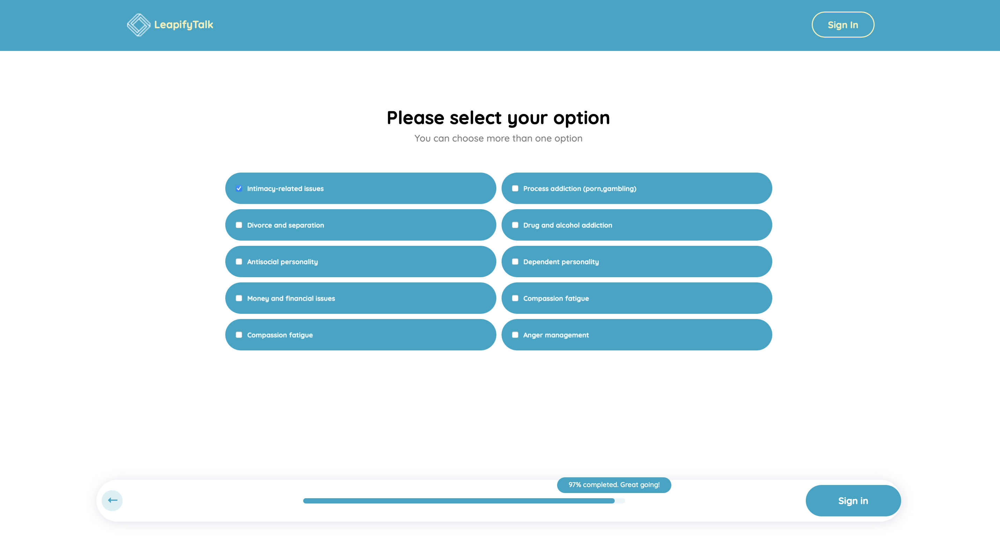 LeapifyTalk
Sign In
Please select your option
You can choose more than one option
Intimacy-related issues
Process addiction (porn,gambling)
Divorce and separation
Drug and alcohol addiction
Antisocial personality
Dependent personality
Money and financial issues
Compassion fatigue
Compassion fatigue
Anger management
97% completed. Great going!
Sign in